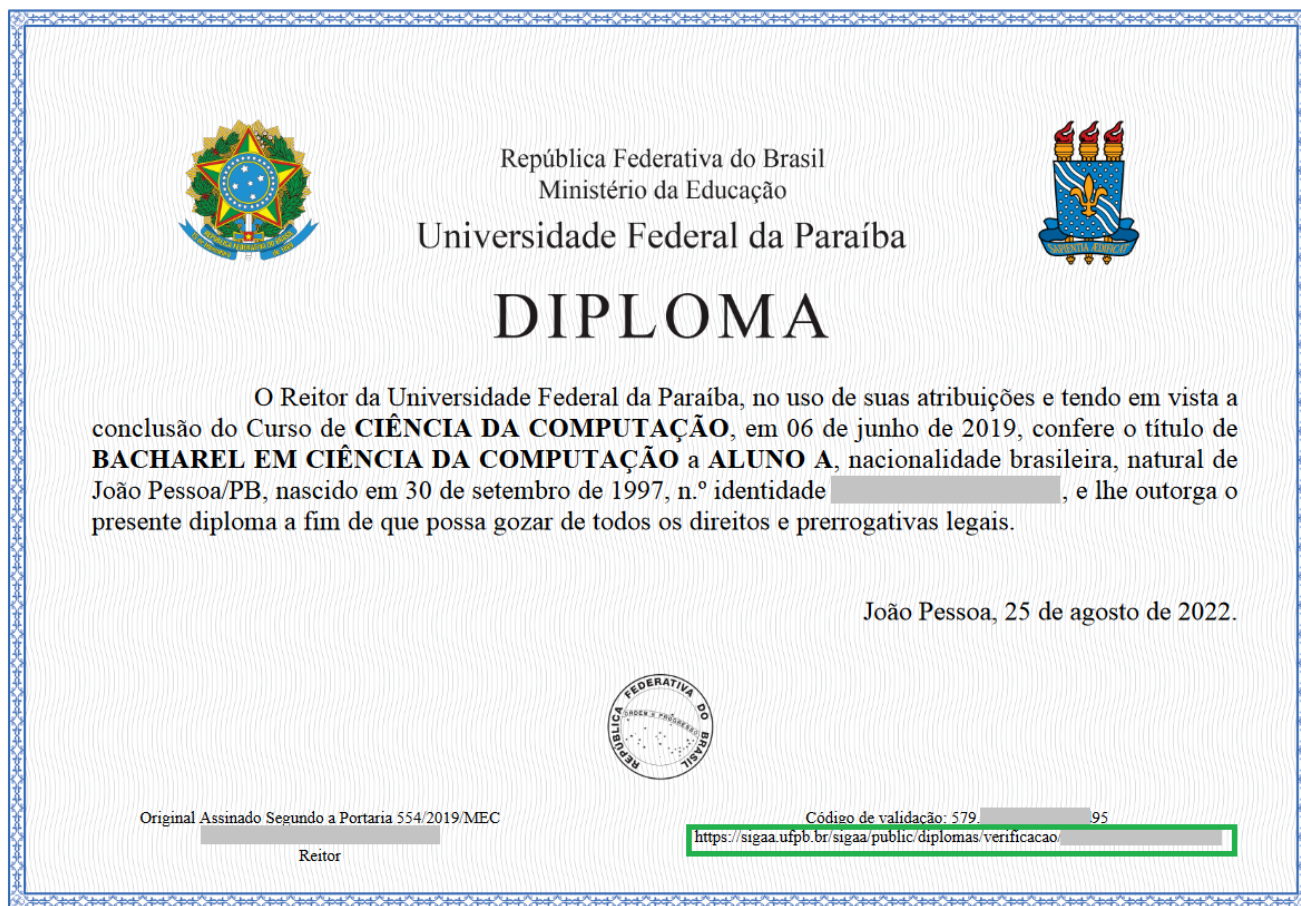 República Federativa do Brasil
Ministério da Educação
Universidade Federal da Paraíba
SAPIENTIA ÆDIFICAT
DIPLOMA
O Reitor da Universidade Federal da Paraíba, no uso de suas atribuições e tendo em vista a
conclusão do Curso de CIÊNCIA DA COMPUTAÇÃO, em 06 de junho de 2019, confere o título de
BACHAREL EM CIÊNCIA DA COMPUTAÇÃO a ALUNO A, nacionalidade brasileira, natural de
João Pessoa/PB, nascido em 30 de setembro de 1997, n.º identidade , e lhe outorga o
presente diploma a fim de que possa gozar de todos os direitos e prerrogativas legais.
João Pessoa, 25 de agosto de 2022.
REPÚBLICA FEDERATIVA DO BRASIL
ORDEM E PROGRESSO
Original Assinado Segundo a Portaria 554/2019/MEC
Reitor
Código de validação: 579. .95
https://sigaa.ufpb.br/sigaa/public/diplomas/verificacao/